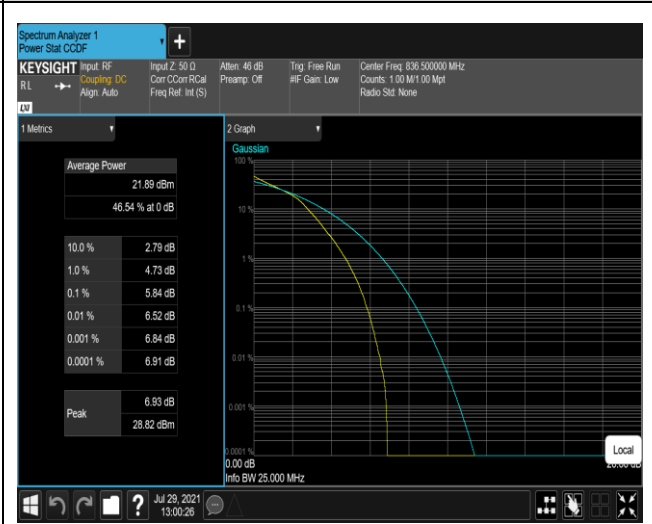 Spectrum Analyzer 1
Power Stat CCDF
+
KEYSIGHT
RL
LXI
Input: RF
Coupling: DC
Align: Auto
Input Z: 50 Ω
Corr CCorr RCal
Freq Ref: Int (S)
Atten: 46 dB
Preamp: Off
Trig: Free Run
#IF Gain: Low
Center Freq: 836.500000 MHz
Counts: 1.00 M/1.00 Mpt
Radio Std: None
1 Metrics
Average Power
21.89 dBm
46.54 % at 0 dB
10.0 % 2.79 dB
1.0 % 4.73 dB
0.1 % 5.84 dB
0.01 % 6.52 dB
0.001 % 6.84 dB
0.0001 % 6.91 dB
Peak
6.93 dB
28.82 dBm
2 Graph
Gaussian
100 %
10 %
1 %
0.1 %
0.01 %
0.001 %
0.0001 %
0.00 dB
Info BW 25.000 MHz
Local
?
Jul 29, 2021
13:00:26